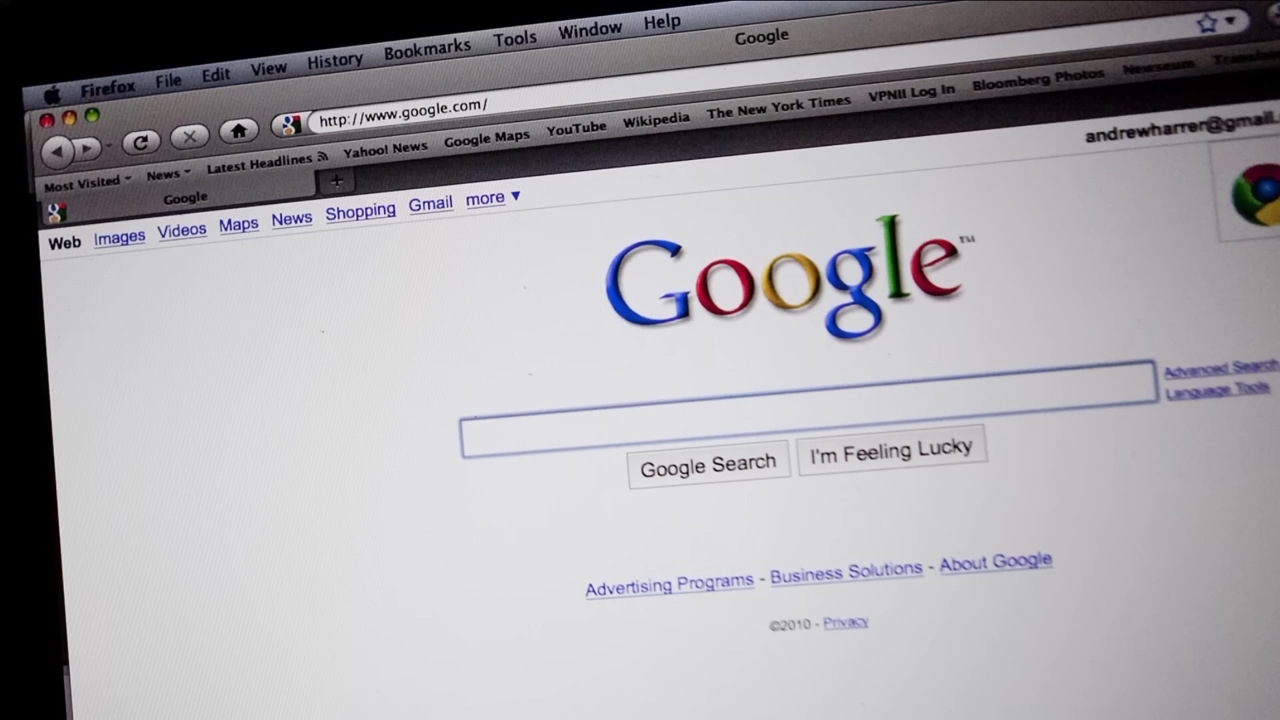 Firefox File Edit View History Bookmarks Tools Window Help
Google
http://www.google.com/
Most Visited News Latest Headlines Yahoo! News Google Maps YouTube Wikipedia The New York Times VPNII Log In Bloomberg Photos Newseum
Google
Web Images Videos Maps News Shopping Gmail more ▼
andrewharrer@gmail.
Google™
Advanced Search
Language Tools
Google Search I'm Feeling Lucky
Advertising Programs - Business Solutions - About Google
©2010 - Privacy